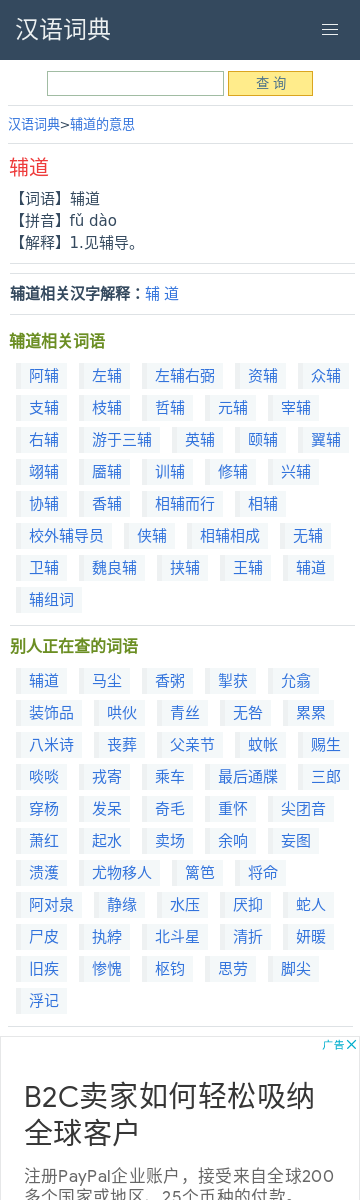 汉语词典
查 询
汉语词典>辅道的意思
辅道
【词语】辅道
【拼音】fǔ dào
【解释】1.见辅导。
辅道相关汉字解释：辅 道
辅道相关词语
阿辅 左辅 左辅右弼 资辅 众辅
支辅 枝辅 哲辅 元辅 宰辅
右辅 游于三辅 英辅 颐辅 翼辅
翊辅 靥辅 训辅 修辅 兴辅
协辅 香辅 相辅而行 相辅
校外辅导员 侠辅 相辅相成 无辅
卫辅 魏良辅 挟辅 王辅 辅道
辅组词
别人正在查的词语
辅道 马尘 香粥 掣获 允翕
装饰品 哄伙 青丝 无咎 累累
八米诗 丧葬 父亲节 蚊帐 赐生
啖啖 戎寄 乘车 最后通牒 三郎
穿杨 发呆 奇毛 重怀 尖团音
萧红 起水 卖场 余响 妄图
溃濩 尤物移人 篱笆 将命
阿对泉 静缘 水压 厌抑 蛇人
尸皮 执綍 北斗星 清折 妍暖
旧疾 惨愧 枢钧 思劳 脚尖
浮记
广告
B2C卖家如何轻松吸纳
全球客户
注册PayPal企业账户，接受来自全球200
多个国家或地区、25个币种的付款。